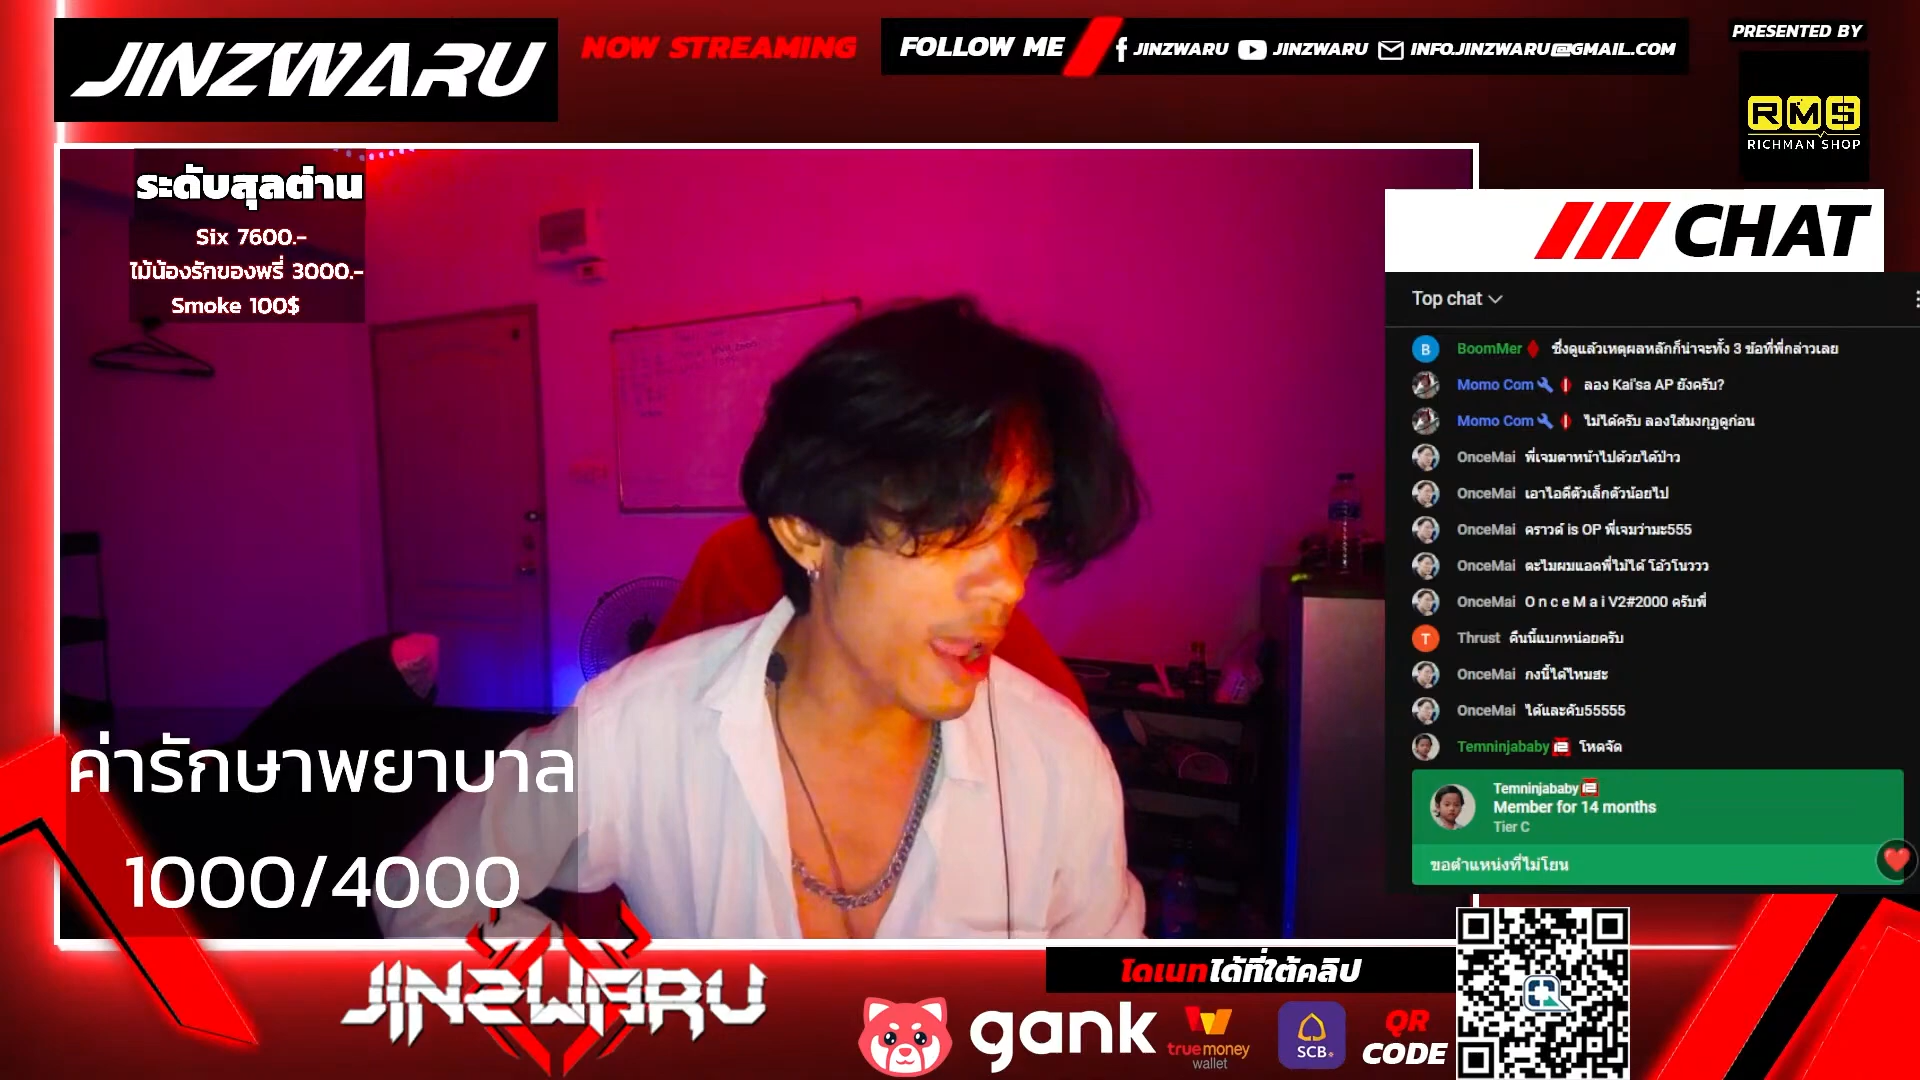 JINZWARU
NOW STREAMING
FOLLOW ME
JINZWARU
JINZWARU
INFO.JINZWARU@GMAIL.COM
PRESENTED BY
RMS
RICHMAN SHOP
ระดับสุลต่าน
Six 7600.-
ไม้น้องรักของพรี่ 3000.-
Smoke 100$
CHAT
Top chat
B BoomMer ซึ่งดูแล้วเหตุผลหลักก็น่าจะทั้ง 3 ข้อที่พี่กล่าวเลย
Momo Com ลอง Kai'sa AP ยังครับ?
Momo Com ไม่ได้ครับ ลองใส่มงกุฎดูก่อน
OnceMai พี่เจมตาหน้าไปด้วยได้ป่าว
OnceMai เอาไอดีตัวเล็กตัวน้อยไป
OnceMai คราวด์ is OP พี่เจมว่ามะ555
OnceMai ตะไมผมแอดพี่ไม่ได้ โอ้วโนววว
OnceMai O n c e M a i V2#2000 ครับพี่
T Thrust คืนนี้แบกหน่อยครับ
OnceMai กงนี้ได้ไหมฮะ
OnceMai ได้และคับ55555
Temninjababy โหดจัด
Temninjababy
Member for 14 months
Tier C
ขอตำแหน่งที่ไม่โยน
ค่ารักษาพยาบาล
1000/4000
JINZWARU
โดเนทได้ที่ใต้คลิป
gank
truemoney
wallet
SCB
QR
CODE